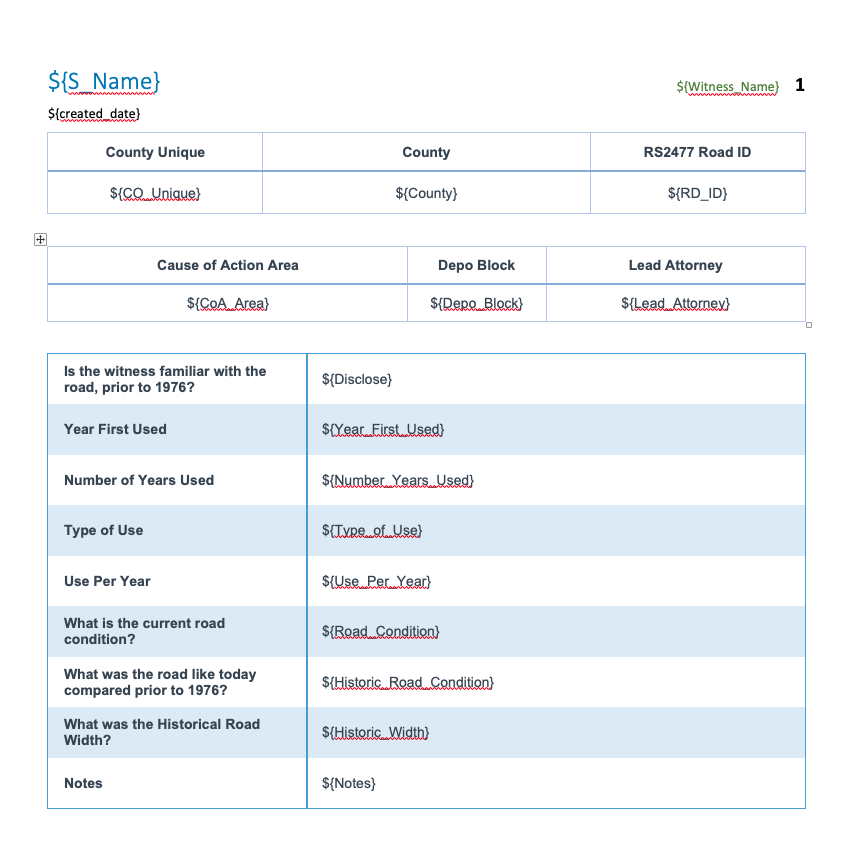 ${S_Name}
${Witness_Name} 1
${created_date}
County Unique County RS2477 Road ID
${CO_Unique} ${County} ${RD_ID}
Cause of Action Area Depo Block Lead Attorney
${CoA_Area} ${Depo_Block} ${Lead_Attorney}
Is the witness familiar with the
road, prior to 1976?
${Disclose}
Year First Used ${Year_First_Used}
Number of Years Used ${Number_Years_Used}
Type of Use ${Type_of_Use}
Use Per Year ${Use_Per_Year}
What is the current road
condition?
${Road_Condition}
What was the road like today
compared prior to 1976?
${Historic_Road_Condition}
What was the Historical Road
Width?
${Historic_Width}
Notes ${Notes}